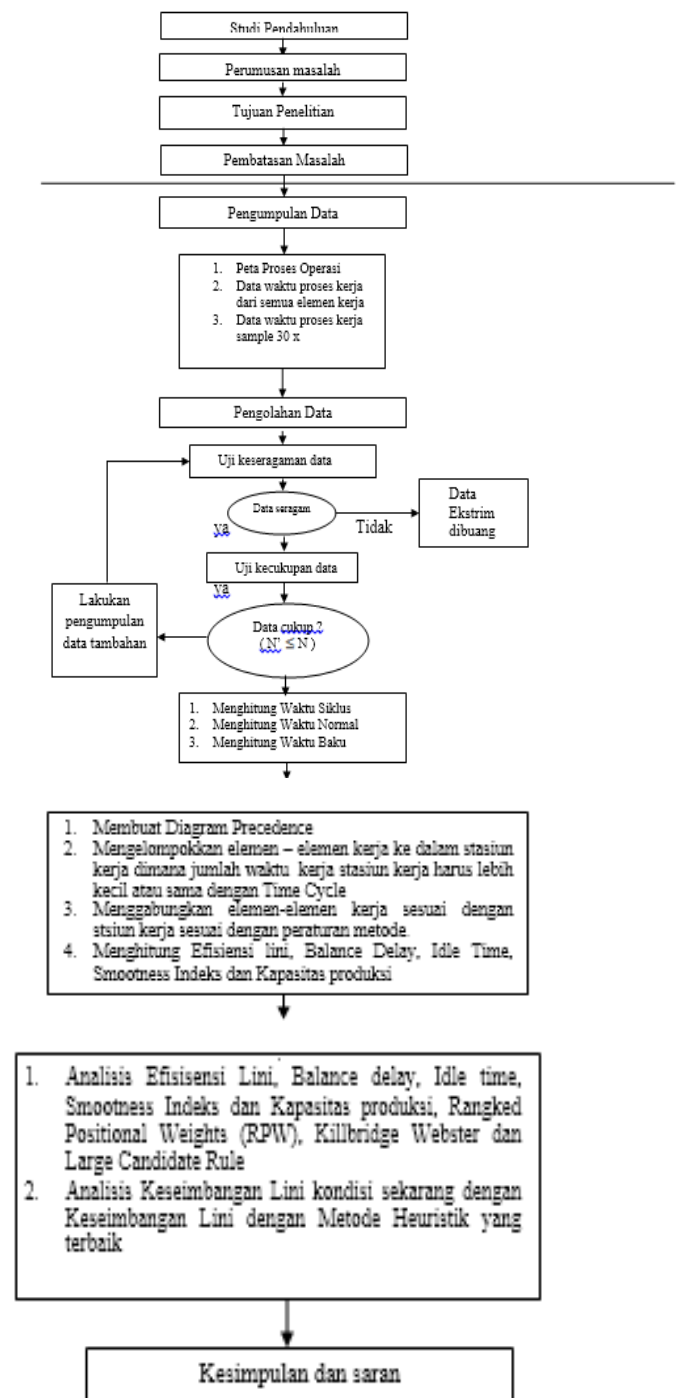 Studi Pendahuluan
Perumusan masalah
Tujuan Penelitian
Pembatasan Masalah
Pengumpulan Data
1. Peta Proses Operasi
2. Data waktu proses kerja
dari semua elemen kerja
3. Data waktu proses kerja
sample 30 x
Pengolahan Data
Uji keseragaman data
Data seragam
ya
Tidak
Data
Ekstrim
dibuang
Uji kecukupan data
ya
Lakukan
pengumpulan
data tambahan
Data cukup ?
( N' ≤ N )
1. Menghitung Waktu Siklus
2. Menghitung Waktu Normal
3. Menghitung Waktu Baku
1. Membuat Diagram Precedence
2. Mengelompokkan elemen – elemen kerja ke dalam stasiun
kerja dimana jumlah waktu kerja stasiun kerja harus lebih
kecil atau sama dengan Time Cycle
3. Menggabungkan elemen-elemen kerja sesuai dengan
stsiun kerja sesuai dengan peraturan metode.
4. Menghitung Efisiensi lini, Balance Delay, Idle Time,
Smootness Indeks dan Kapasitas produksi
1. Analisis Efisisensi Lini, Balance delay, Idle time,
Smootness Indeks dan Kapasitas produksi, Rangked
Positional Weights (RPW), Killbridge Webster dan
Large Candidate Rule
2. Analisis Keseimbangan Lini kondisi sekarang dengan
Keseimbangan Lini dengan Metode Heuristik yang
terbaik
Kesimpulan dan saran